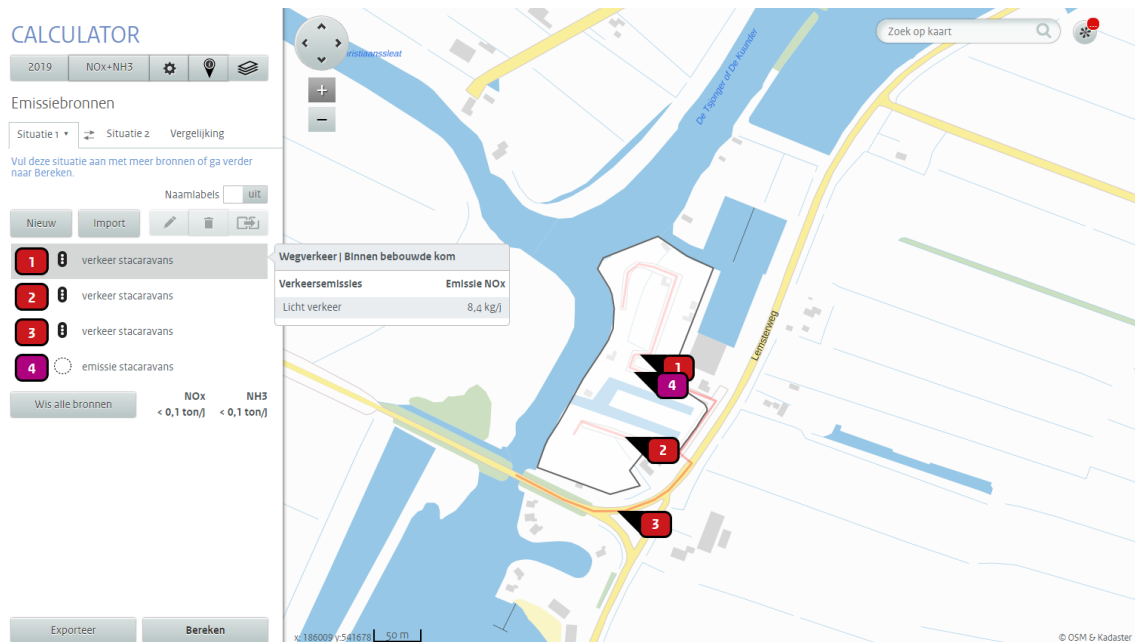 CALCULATOR
2019
NOx+NH3
Emissiebronnen
Situatie 1
Situatie 2
Vergelijking
Vul deze situatie aan met meer bronnen of ga verder
naar Bereken.
Naamlabels
uit
Nieuw
Import
1 verkeer stacaravans
2 verkeer stacaravans
3 verkeer stacaravans
4 emissie stacaravans
Wis alle bronnen
NOx NH3
< 0,1 ton/j < 0,1 ton/j
Exporteer
Bereken
Wegverkeer | Binnen bebouwde kom
Verkeersemissies Emissie NOx
Licht verkeer 8,4 kg/j
Zoek op kaart
De Tsjonger of De Kuunder
Lemsterweg
1
4
2
3
x: 186009 y:541678
50 m
© OSM & Kadaster